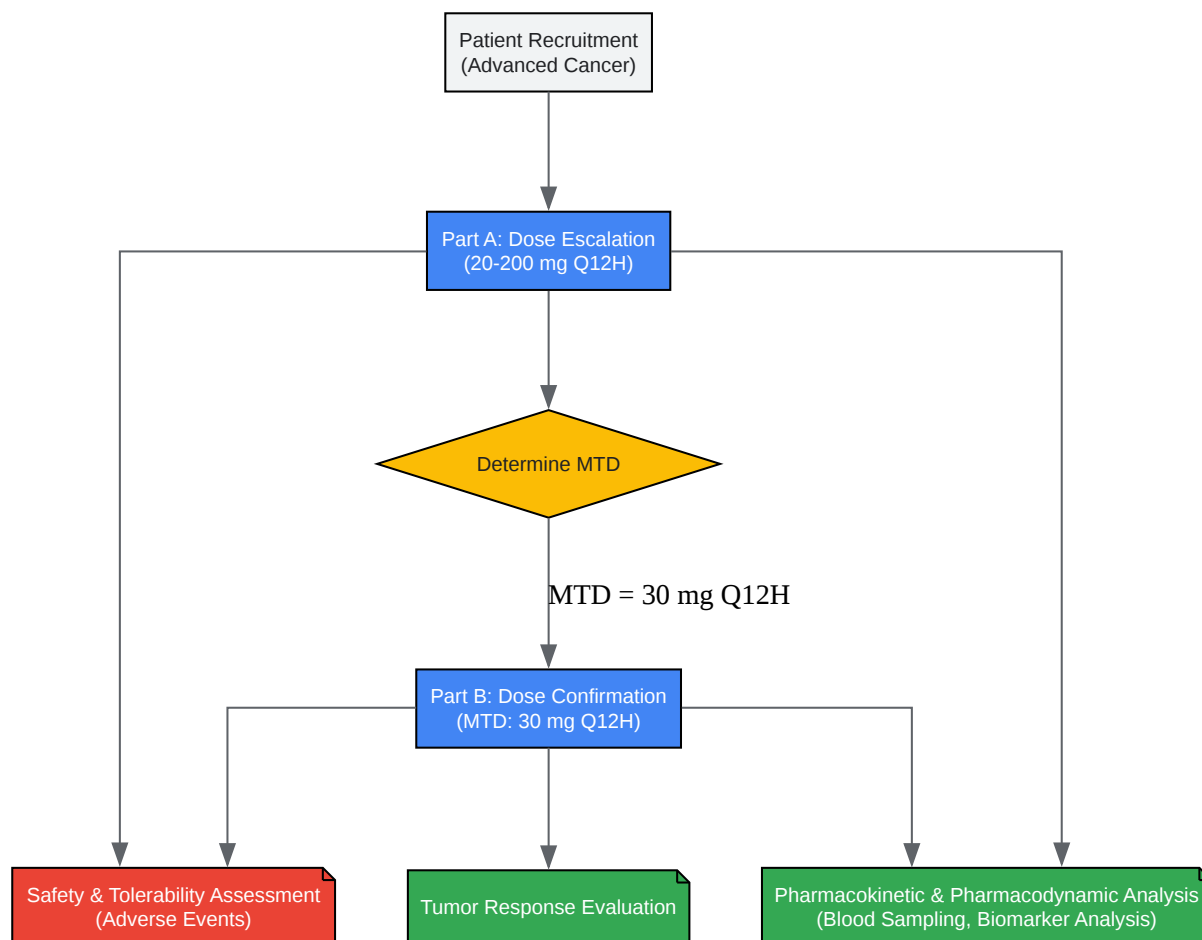 Patient Recruitment
(Advanced Cancer)
Part A: Dose Escalation
(20-200 mg Q12H)
Determine MTD
MTD = 30 mg Q12H
Part B: Dose Confirmation
(MTD: 30 mg Q12H)
Safety & Tolerability Assessment
(Adverse Events)
Tumor Response Evaluation
Pharmacokinetic & Pharmacodynamic Analysis
(Blood Sampling, Biomarker Analysis)